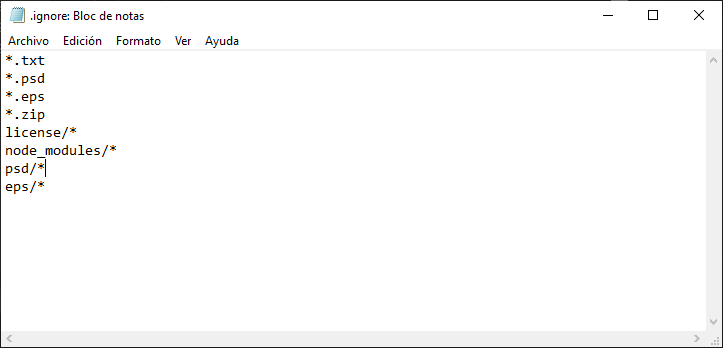 .ignore: Bloc de notas
Archivo Edición Formato Ver Ayuda
*.txt
*.psd
*.eps
*.zip
license/*
node_modules/*
psd/*
eps/*